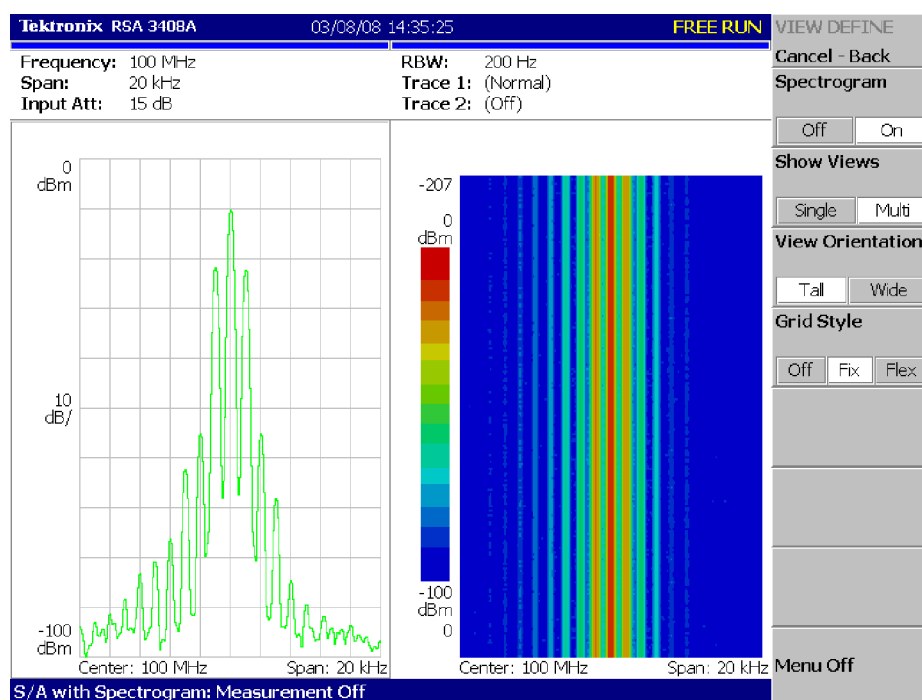 Tektronix RSA 3408A 03/08/08 14:35:25 FREE RUN
Frequency: 100 MHz
Span: 20 kHz
Input Att: 15 dB
RBW: 200 Hz
Trace 1: (Normal)
Trace 2: (Off)
0
dBm
10
dB/
-100
dBm
Center: 100 MHz Span: 20 kHz
-207
0
dBm
-100
dBm
0
Center: 100 MHz Span: 20 kHz
VIEW DEFINE
Cancel - Back
Spectrogram
Off On
Show Views
Single Multi
View Orientation
Tall Wide
Grid Style
Off Fix Flex
Menu Off
S/A with Spectrogram: Measurement Off